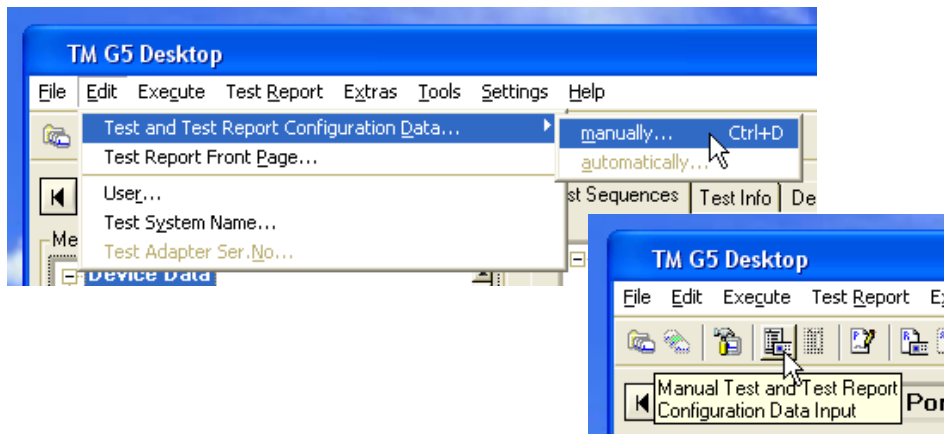 TM G5 Desktop
File Edit Execute Test Report Extras Tools Settings Help
Test and Test Report Configuration Data...
manually... Ctrl+D
automatically...
Test Report Front Page...
User...
Test System Name...
Test Adapter Ser.No...
st Sequences Test Info De
Me
Device Data
TM G5 Desktop
File Edit Execute Test Report E
Manual Test and Test Report
Configuration Data Input
Por